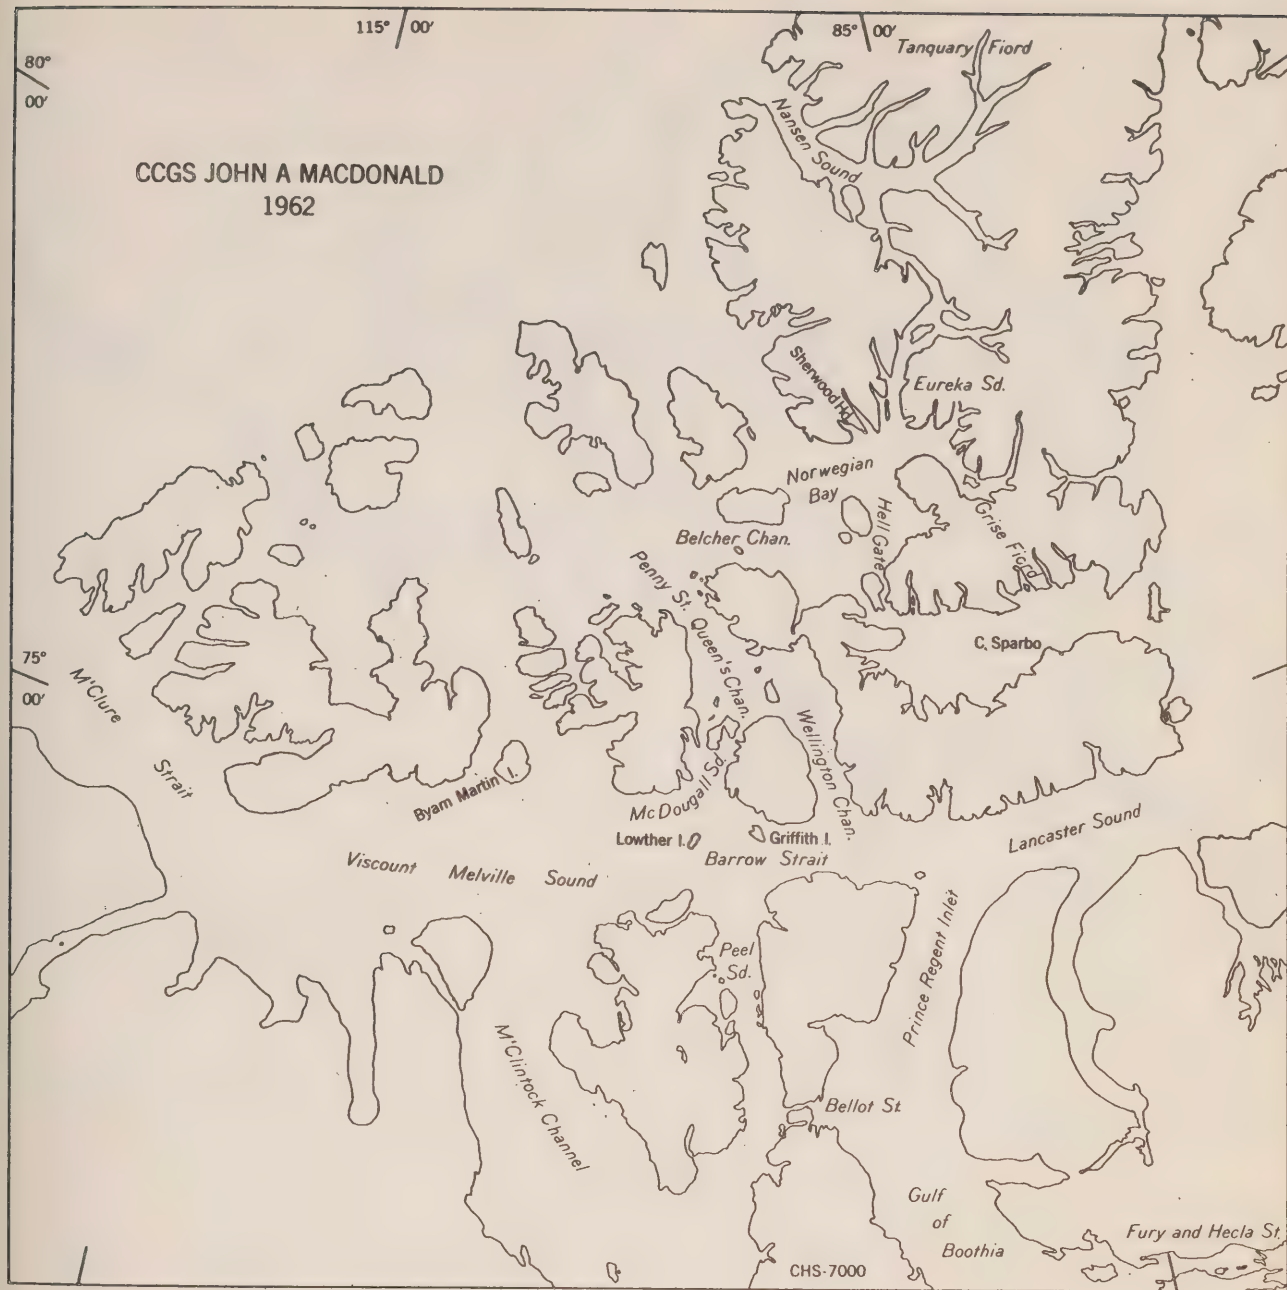 115° 00'
85° 00'
Tanquary Fiord
80°
00'
Nansen Sound
CCGS JOHN A MACDONALD
1962
Sherwood Hd.
Eureka Sd.
Norwegian
Bay
Hell Gate
Grise Fiord
Belcher Chan.
Penny St.
Queen's Chan.
C. Sparbo
75°
00'
M'Clure
Strait
Wellington Chan.
Byam Martin I.
McDougall Sd.
Lowther I.
Griffith I.
Barrow Strait
Lancaster Sound
Viscount Melville Sound
Peel
Sd.
Prince Regent Inlet
M'Clintock Channel
Bellot St.
Gulf
of
Boothia
Fury and Hecla St.
CHS-7000